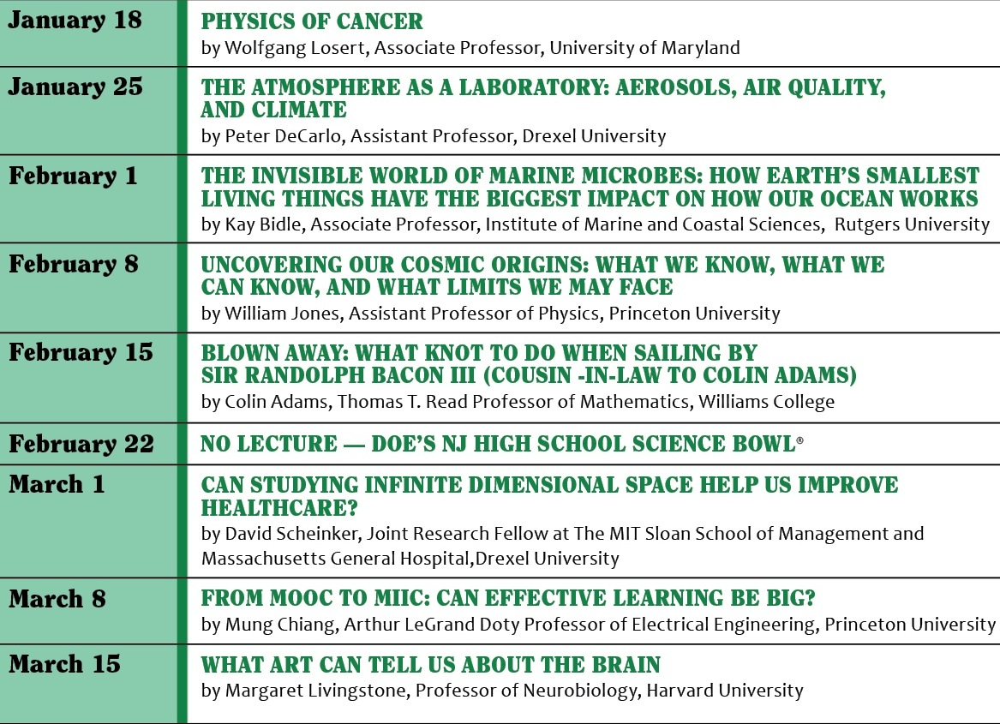 January 18
PHYSICS OF CANCER
by Wolfgang Losert, Associate Professor, University of Maryland
January 25
THE ATMOSPHERE AS A LABORATORY: AEROSOLS, AIR QUALITY,
AND CLIMATE
by Peter DeCarlo, Assistant Professor, Drexel University
February 1
THE INVISIBLE WORLD OF MARINE MICROBES: HOW EARTH’S SMALLEST
LIVING THINGS HAVE THE BIGGEST IMPACT ON HOW OUR OCEAN WORKS
by Kay Bidle, Associate Professor, Institute of Marine and Coastal Sciences,  Rutgers University
February 8
UNCOVERING OUR COSMIC ORIGINS: WHAT WE KNOW, WHAT WE
CAN KNOW, AND WHAT LIMITS WE MAY FACE
by William Jones, Assistant Professor of Physics, Princeton University
February 15
BLOWN AWAY: WHAT KNOT TO DO WHEN SAILING BY
SIR RANDOLPH BACON III (COUSIN -IN-LAW TO COLIN ADAMS)
by Colin Adams, Thomas T. Read Professor of Mathematics, Williams College
February 22
NO LECTURE — DOE’S NJ HIGH SCHOOL SCIENCE BOWL®
March 1
CAN STUDYING INFINITE DIMENSIONAL SPACE HELP US IMPROVE
HEALTHCARE?
by David Scheinker, Joint Research Fellow at The MIT Sloan School of Management and
Massachusetts General Hospital,Drexel University
March 8
FROM MOOC TO MIIC: CAN EFFECTIVE LEARNING BE BIG?
by Mung Chiang, Arthur LeGrand Doty Professor of Electrical Engineering, Princeton University
March 15
WHAT ART CAN TELL US ABOUT THE BRAIN
by Margaret Livingstone, Professor of Neurobiology, Harvard University